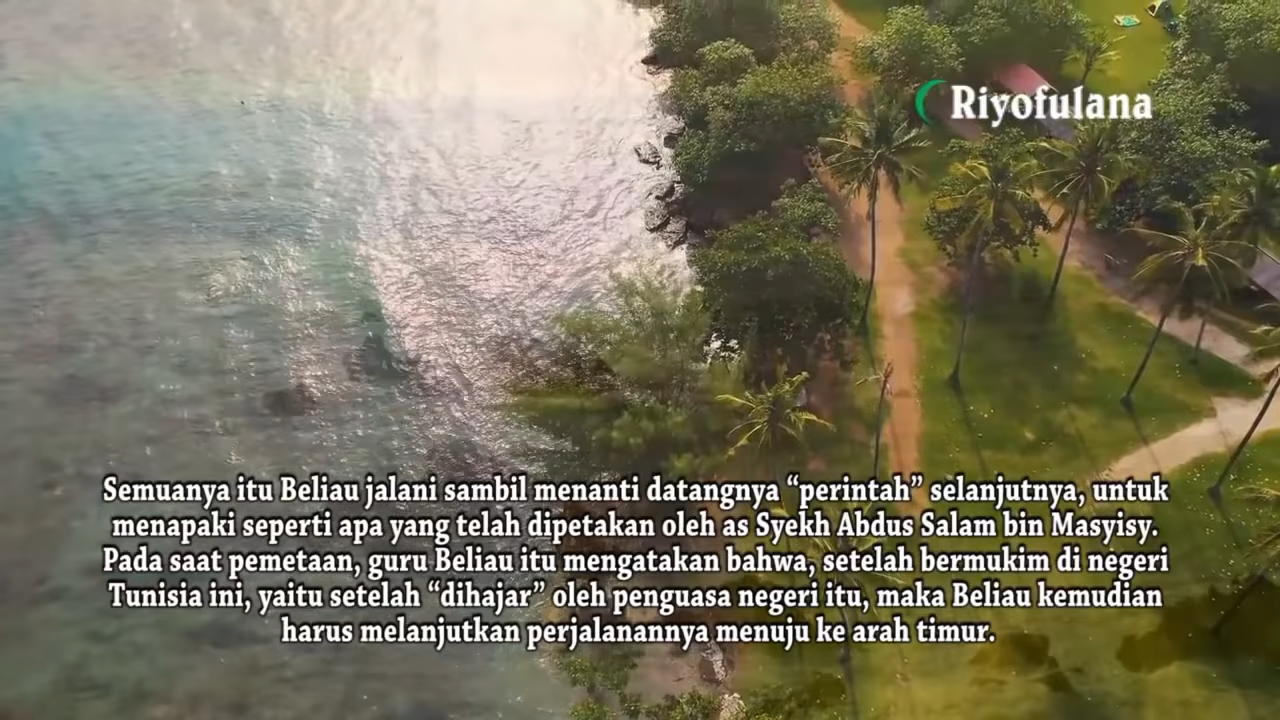 Riyofulana
Semuanya itu Beliau jalani sambil menanti datangnya “perintah” selanjutnya, untuk
menapaki seperti apa yang telah dipetakan oleh as Syekh Abdus Salam bin Masyisy.
Pada saat pemetaan, guru Beliau itu mengatakan bahwa, setelah bermukim di negeri
Tunisia ini, yaitu setelah “dihajar” oleh penguasa negeri itu, maka Beliau kemudian
harus melanjutkan perjalanannya menuju ke arah timur.